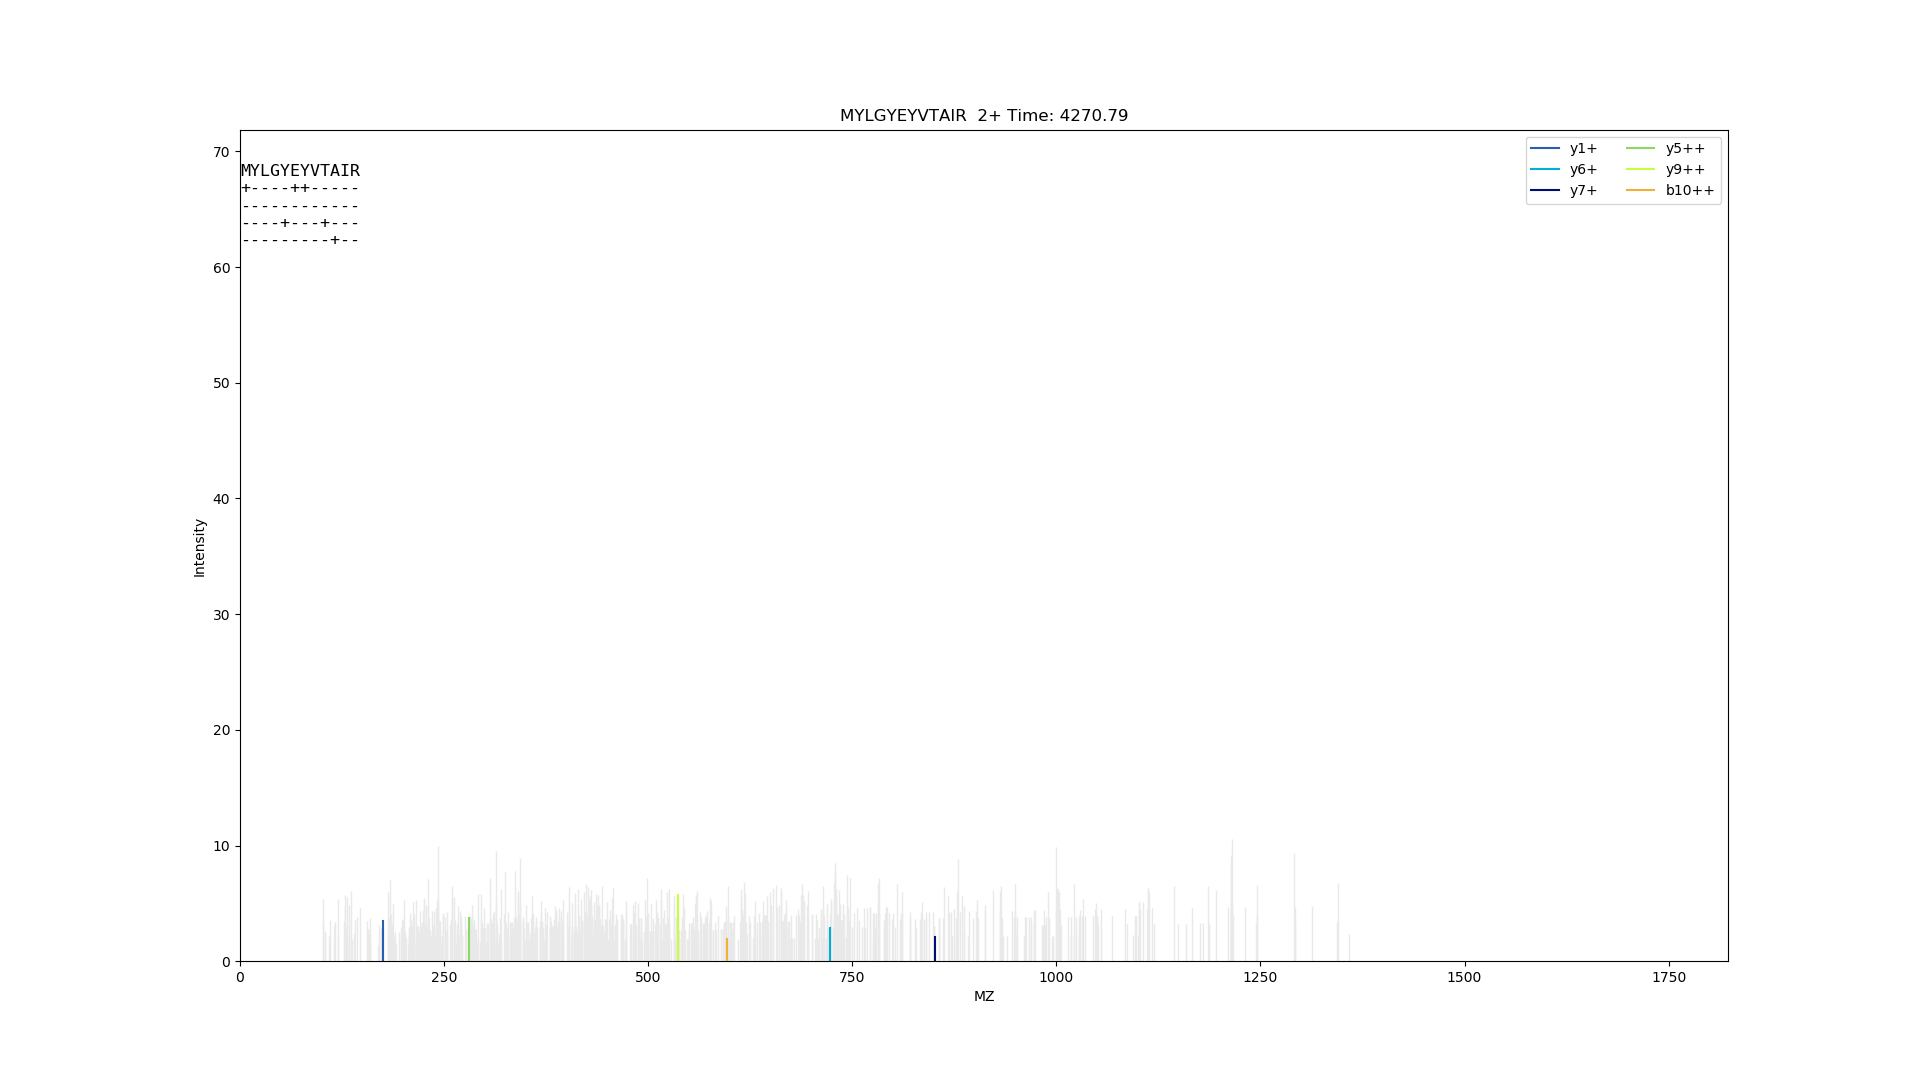 MYLGYEYVTAIR  2+ Time: 4270.79
MYLGYEYVTAIR
+----++-----
------------
----+---+---
---------+--
y1+
y6+
y7+
y5++
y9++
b10++
70
60
50
40
30
20
10
0
Intensity
0 250 500 750 1000 1250 1500 1750
MZ